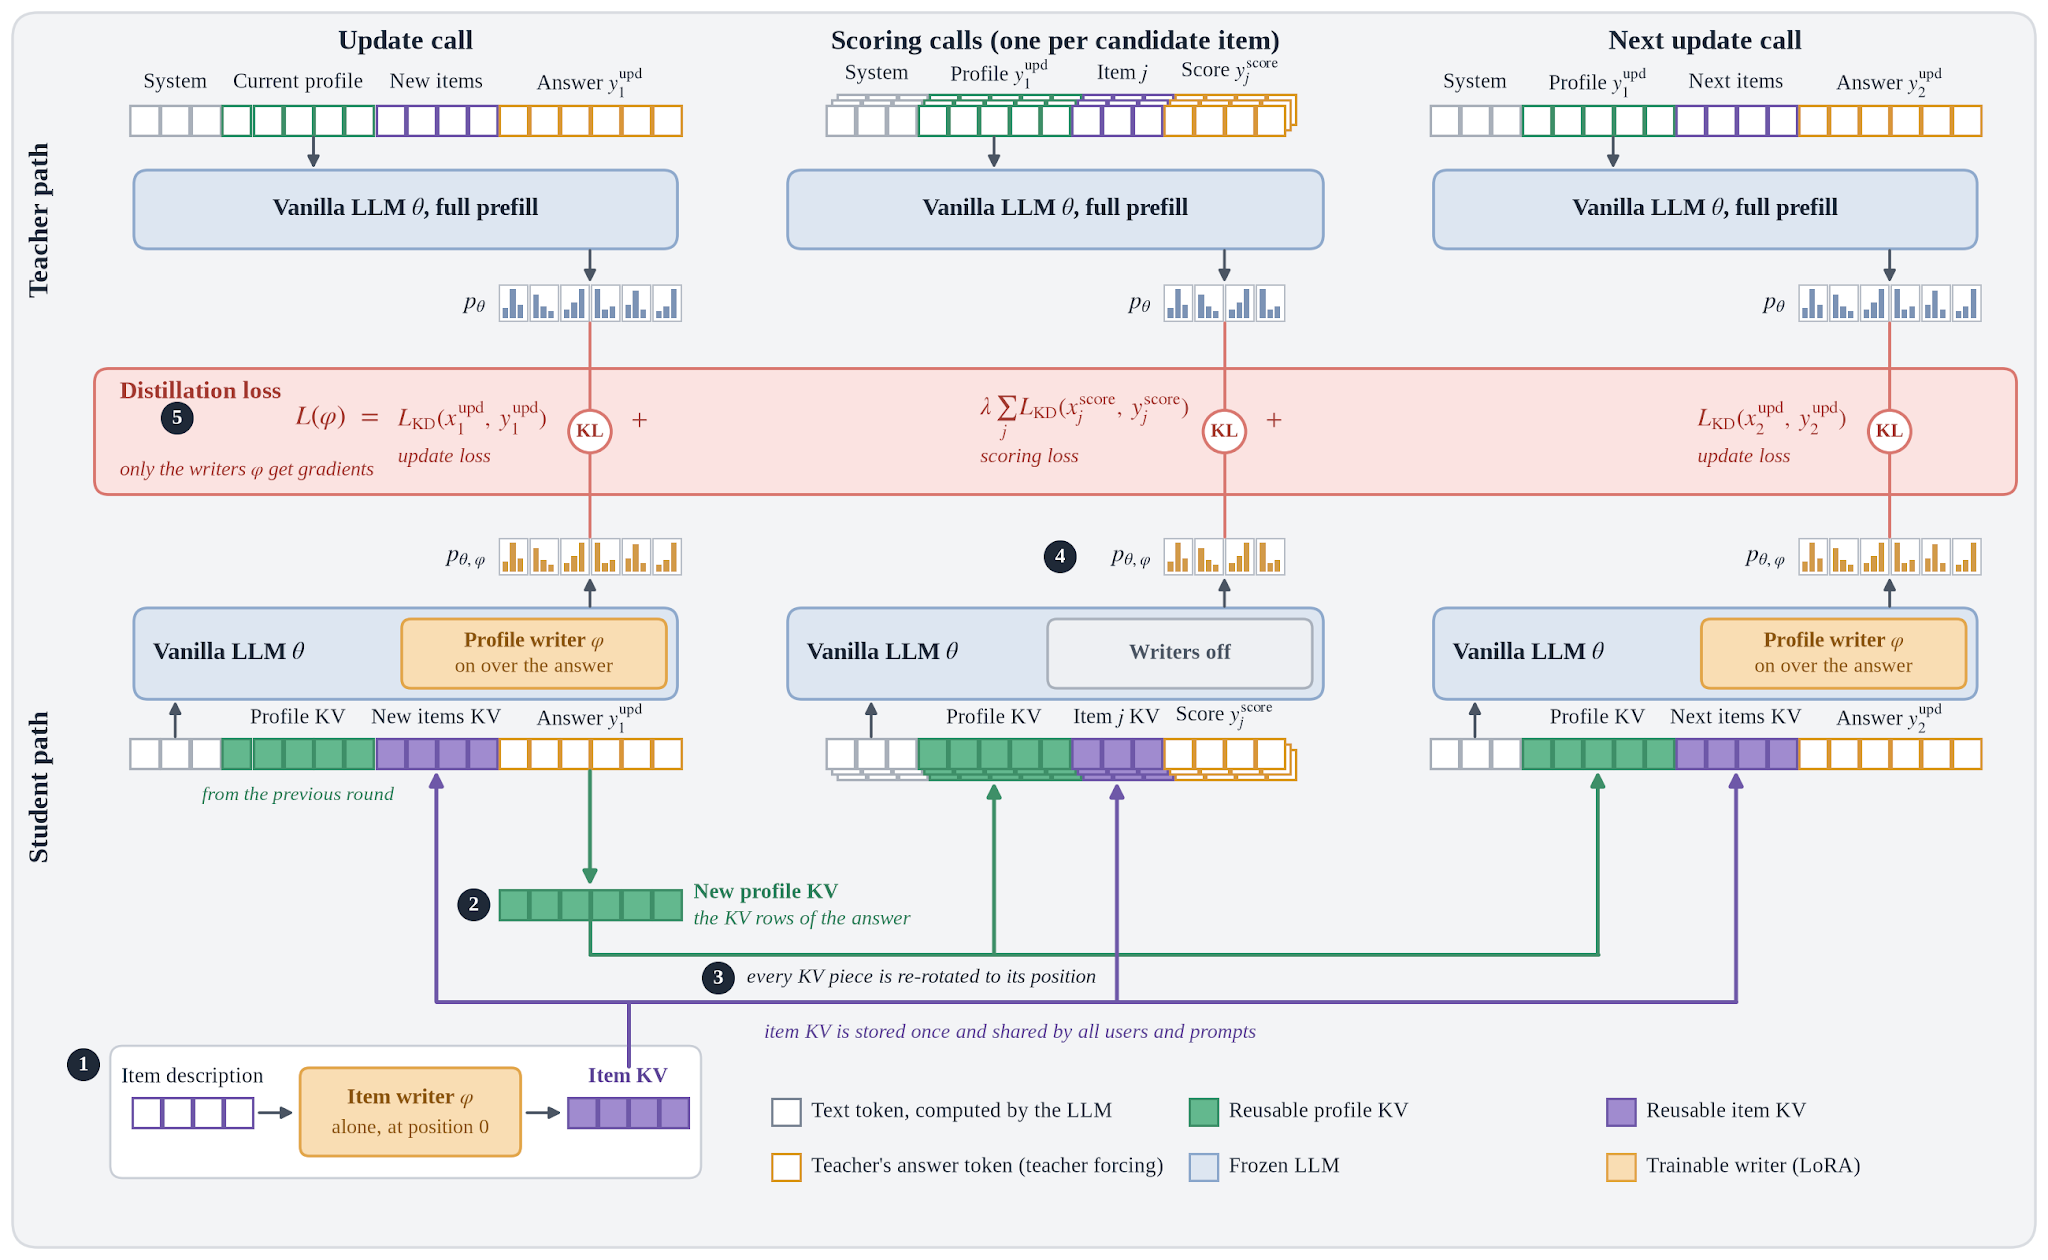 Update call
Scoring calls (one per candidate item)
Next update call
System
Current profile
New items
Answer y₁^upd
System
Profile y₁^upd
Item j
Score yⱼ^score
System
Profile y₁^upd
Next items
Answer y₂^upd
Teacher path
Vanilla LLM θ, full prefill
Vanilla LLM θ, full prefill
Vanilla LLM θ, full prefill
p_θ
p_θ
p_θ
Distillation loss
5
L(φ) = L_KD(x₁^upd, y₁^upd)
KL
+
λ ∑_j L_KD(xⱼ^score, yⱼ^score)
KL
+
L_KD(x₂^upd, y₂^upd)
KL
only the writers φ get gradients
update loss
scoring loss
update loss
p_θ,φ
4
p_θ,φ
p_θ,φ
Student path
Vanilla LLM θ
Profile writer φ
on over the answer
Vanilla LLM θ
Writers off
Vanilla LLM θ
Profile writer φ
on over the answer
Profile KV
New items KV
Answer y₁^upd
Profile KV
Item j KV
Score yⱼ^score
Profile KV
Next items KV
Answer y₂^upd
from the previous round
2
New profile KV
the KV rows of the answer
3
every KV piece is re-rotated to its position
item KV is stored once and shared by all users and prompts
1
Item description
Item writer φ
alone, at position 0
Item KV
Text token, computed by the LLM
Reusable profile KV
Reusable item KV
Teacher's answer token (teacher forcing)
Frozen LLM
Trainable writer (LoRA)